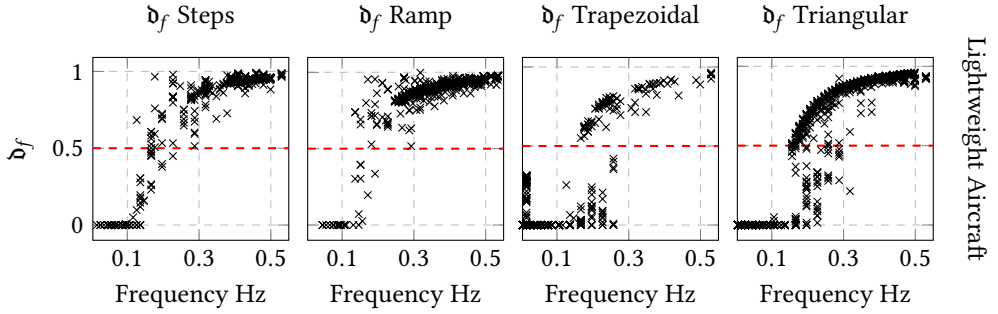 𝔡f Steps
𝔡f Ramp
𝔡f Trapezoidal
𝔡f Triangular
𝔡f
1
0.5
0
0.1 0.3 0.5
0.1 0.3 0.5
0.1 0.3 0.5
0.1 0.3 0.5
Frequency Hz
Frequency Hz
Frequency Hz
Frequency Hz
Lightweight Aircraft